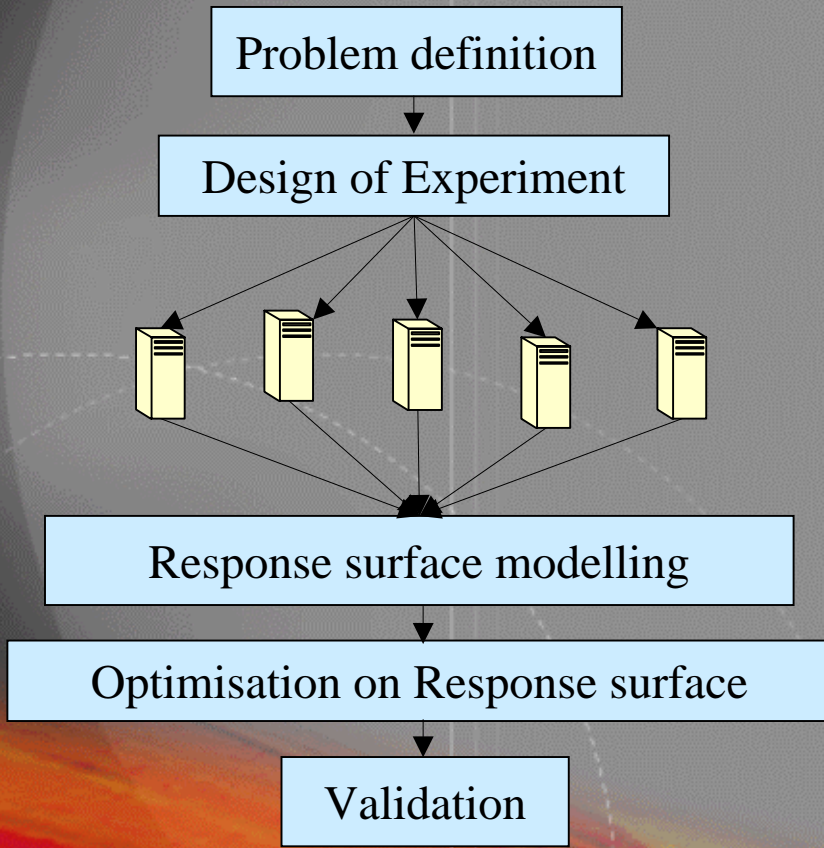 Problem definition
Design of Experiment
Response surface modelling
Optimisation on Response surface
Validation